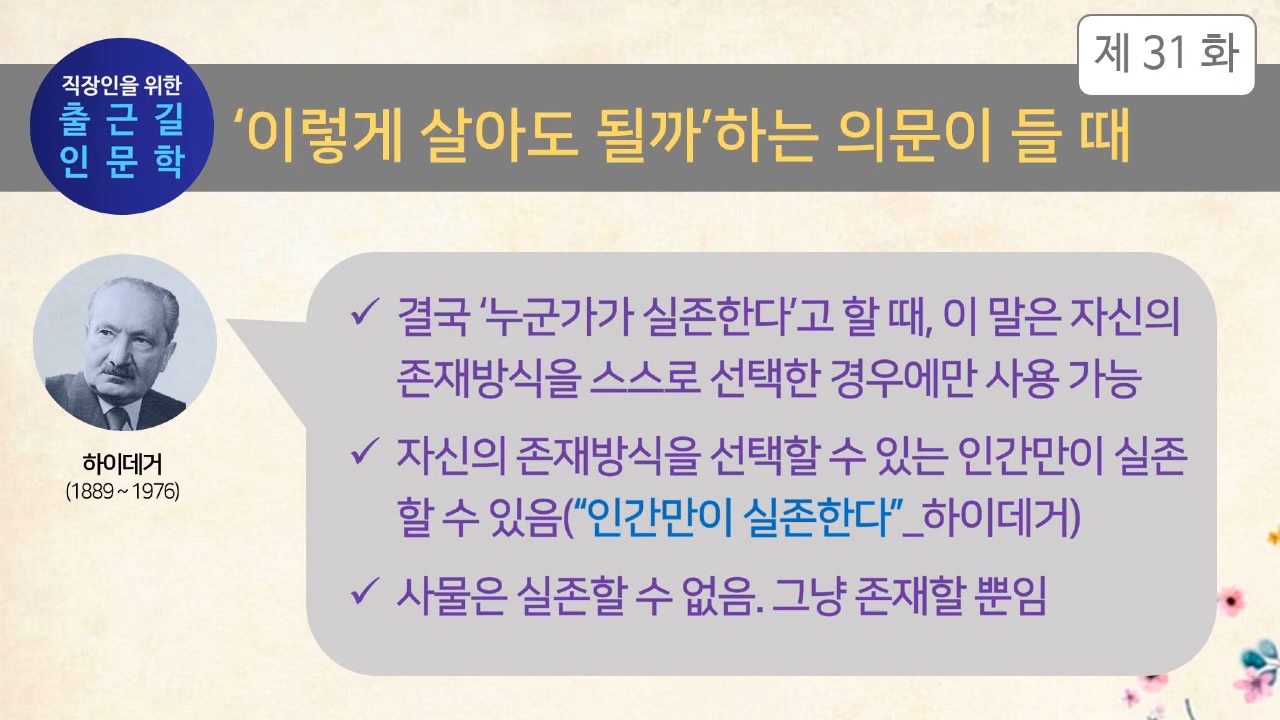 제 31 화
직장인을 위한
출 근 길
인 문 학
‘이렇게 살아도 될까’하는 의문이 들 때
✓ 결국 ‘누군가가 실존한다’고 할 때, 이 말은 자신의
존재방식을 스스로 선택한 경우에만 사용 가능
✓ 자신의 존재방식을 선택할 수 있는 인간만이 실존
할 수 있음(“인간만이 실존한다”_하이데거)
✓ 사물은 실존할 수 없음. 그냥 존재할 뿐임
하이데거
(1889 ~ 1976)